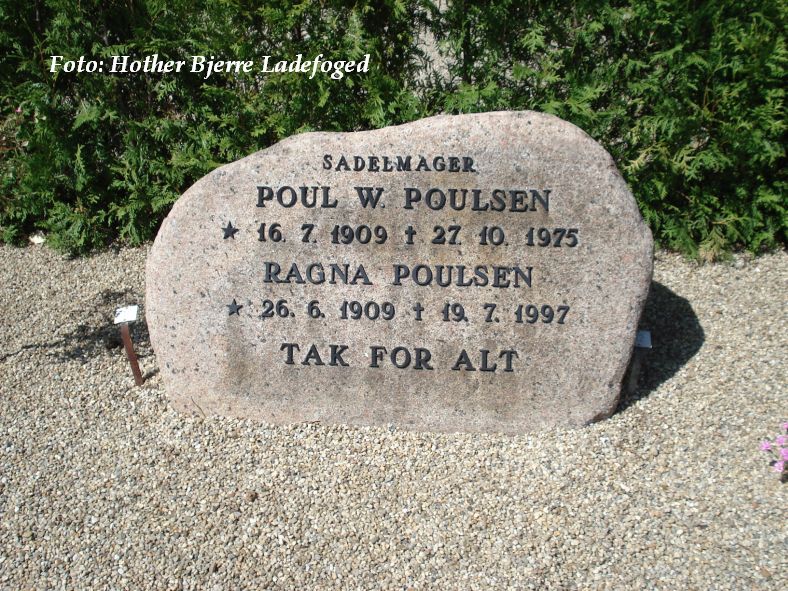 Foto: Hother Bjerre Ladefoged
SADELMAGER
POUL W. POULSEN
★ 16. 7. 1909 † 27. 10. 1975
RAGNA POULSEN
★ 26. 6. 1909 † 19. 7. 1997
TAK FOR ALT